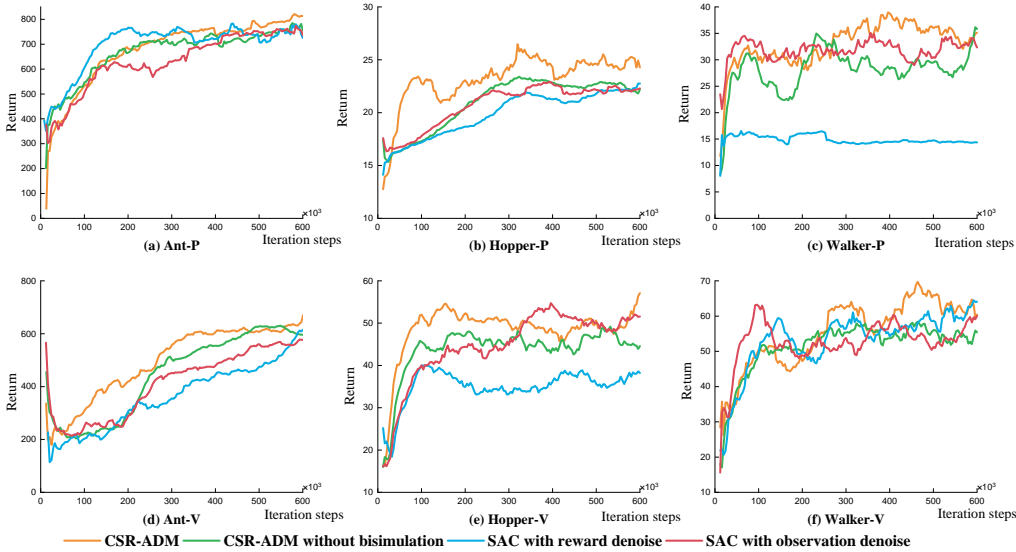 Return
800
700
600
500
400
300
200
100
0
0 100 200 300 400 500 600
×10³
Iteration steps
(a) Ant-P
Return
30
25
20
15
10
0 100 200 300 400 500 600
×10³
Iteration steps
(b) Hopper-P
Return
40
35
30
25
20
15
10
5
0
0 100 200 300 400 500 600
×10³
Iteration steps
(c) Walker-P
Return
800
600
400
200
0
0 100 200 300 400 500 600
×10³
Iteration steps
(d) Ant-V
Return
60
50
40
30
20
10
0 100 200 300 400 500 600
×10³
Iteration steps
(e) Hopper-V
Return
70
60
50
40
30
20
10
0 100 200 300 400 500 600
×10³
Iteration steps
(f) Walker-V
CSR-ADM CSR-ADM without bisimulation SAC with reward denoise SAC with observation denoise